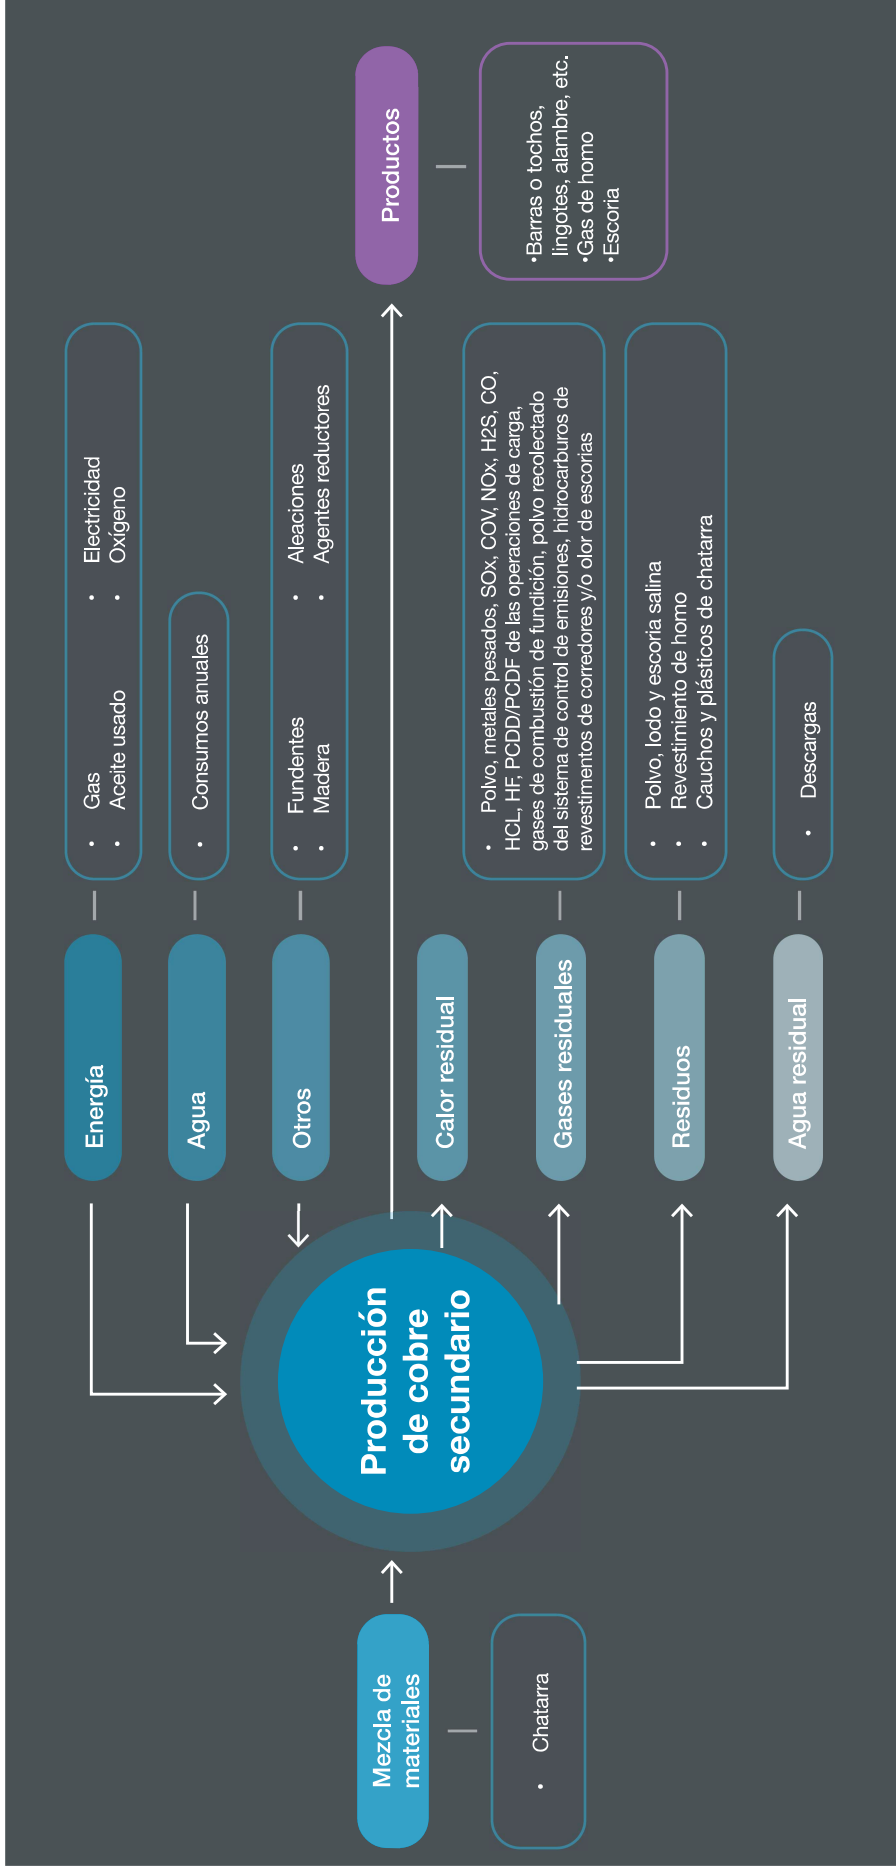 Energía
• Gas
• Electricidad
• Aceite usado
• Oxígeno
Agua
• Consumos anuales
Otros
• Fundentes
• Aleaciones
• Madera
• Agentes reductores
Mezcla de
materiales
• Chatarra
Producción
de cobre
secundario
Productos
•Barras o tochos,
lingotes, alambre, etc.
•Gas de homo
•Escoria
Calor residual
Gases residuales
• Polvo, metales pesados, SOx, COV, NOx, H2S, CO,
HCL, HF, PCDD/PCDF de las operaciones de carga,
gases de combustión de fundición, polvo recolectado
del sistema de control de emisiones, hidrocarburos de
revestimentos de corredores y/o olor de escorias
Residuos
• Polvo, lodo y escoria salina
• Revestimiento de homo
• Cauchos y plásticos de chatarra
Agua residual
• Descargas